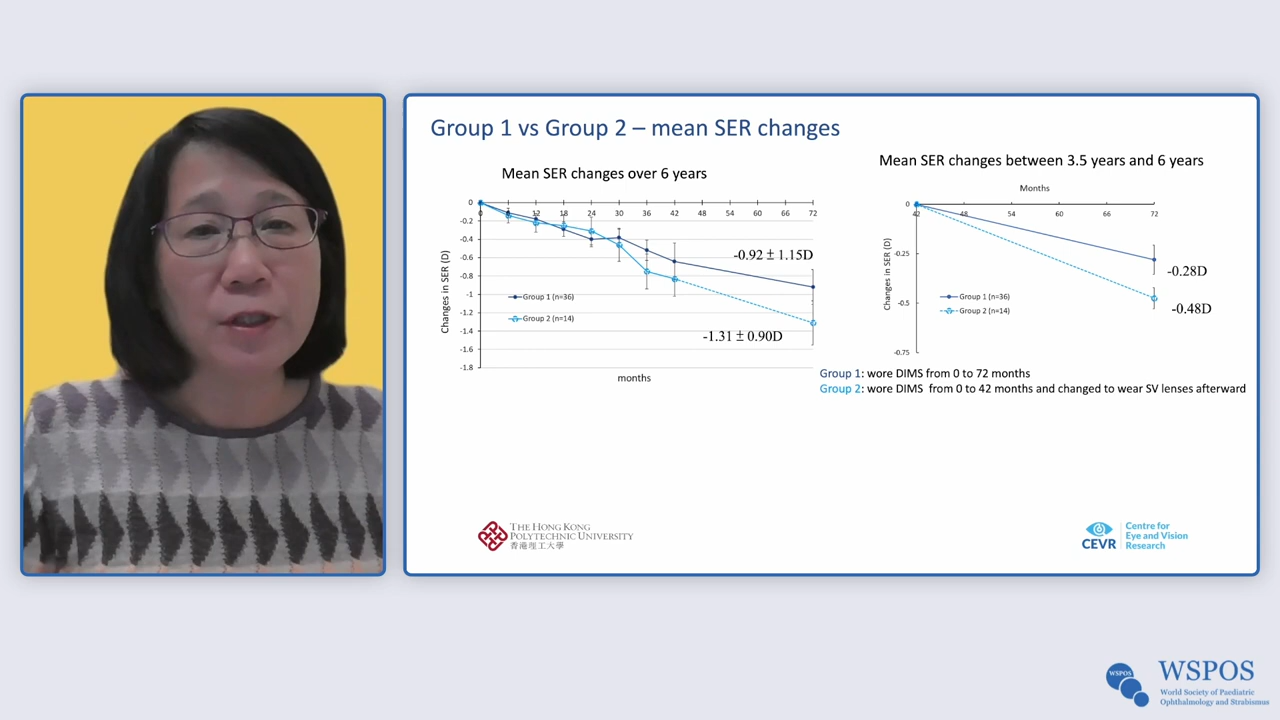 Group 1 vs Group 2 – mean SER changes
Mean SER changes over 6 years
0
-0.2
-0.4
-0.6
-0.8
-1
-1.2
-1.4
-1.6
-1.8
0 6 12 18 24 30 36 42 48 54 60 66 72
Changes in SER (D)
months
-0.92 ± 1.15D
-1.31 ± 0.90D
Group 1 (n=36)
Group 2 (n=14)
Mean SER changes between 3.5 years and 6 years
Months
0
-0.25
-0.5
-0.75
42 48 54 60 66 72
Changes in SER (D)
-0.28D
-0.48D
Group 1 (n=36)
Group 2 (n=14)
Group 1: wore DIMS from 0 to 72 months
Group 2: wore DIMS from 0 to 42 months and changed to wear SV lenses afterward
THE HONG KONG
POLYTECHNIC UNIVERSITY
香港理工大學
CEVR
Centre for
Eye and Vision
Research
WSPOS
WSPOS
World Society of Paediatric
Ophthalmology and Strabismus